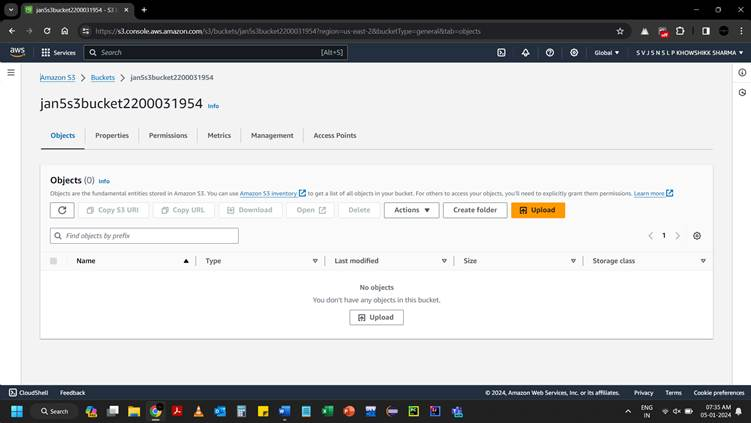 jan5s3bucket2200031954 - S3
https://s3.console.aws.amazon.com/s3/buckets/jan5s3bucket2200031954?region=us-east-2&bucketType=general&tab=objects
aws Services Search [Alt+S] Global S V J S N S L P KHOWSHIKK SHARMA
Amazon S3 > Buckets > jan5s3bucket2200031954
jan5s3bucket2200031954 Info
Objects Properties Permissions Metrics Management Access Points
Objects (0) Info
Objects are the fundamental entities stored in Amazon S3. You can use Amazon S3 inventory to get a list of all objects in your bucket. For others to access your objects, you'll need to explicitly grant them permissions. Learn more
Copy S3 URI Copy URL Download Open Delete Actions Create folder Upload
Find objects by prefix 1
Name Type Last modified Size Storage class
No objects
You don't have any objects in this bucket.
Upload
CloudShell Feedback © 2024, Amazon Web Services, Inc. or its affiliates. Privacy Terms Cookie preferences
Search ENG IN 07:35 AM 05-01-2024